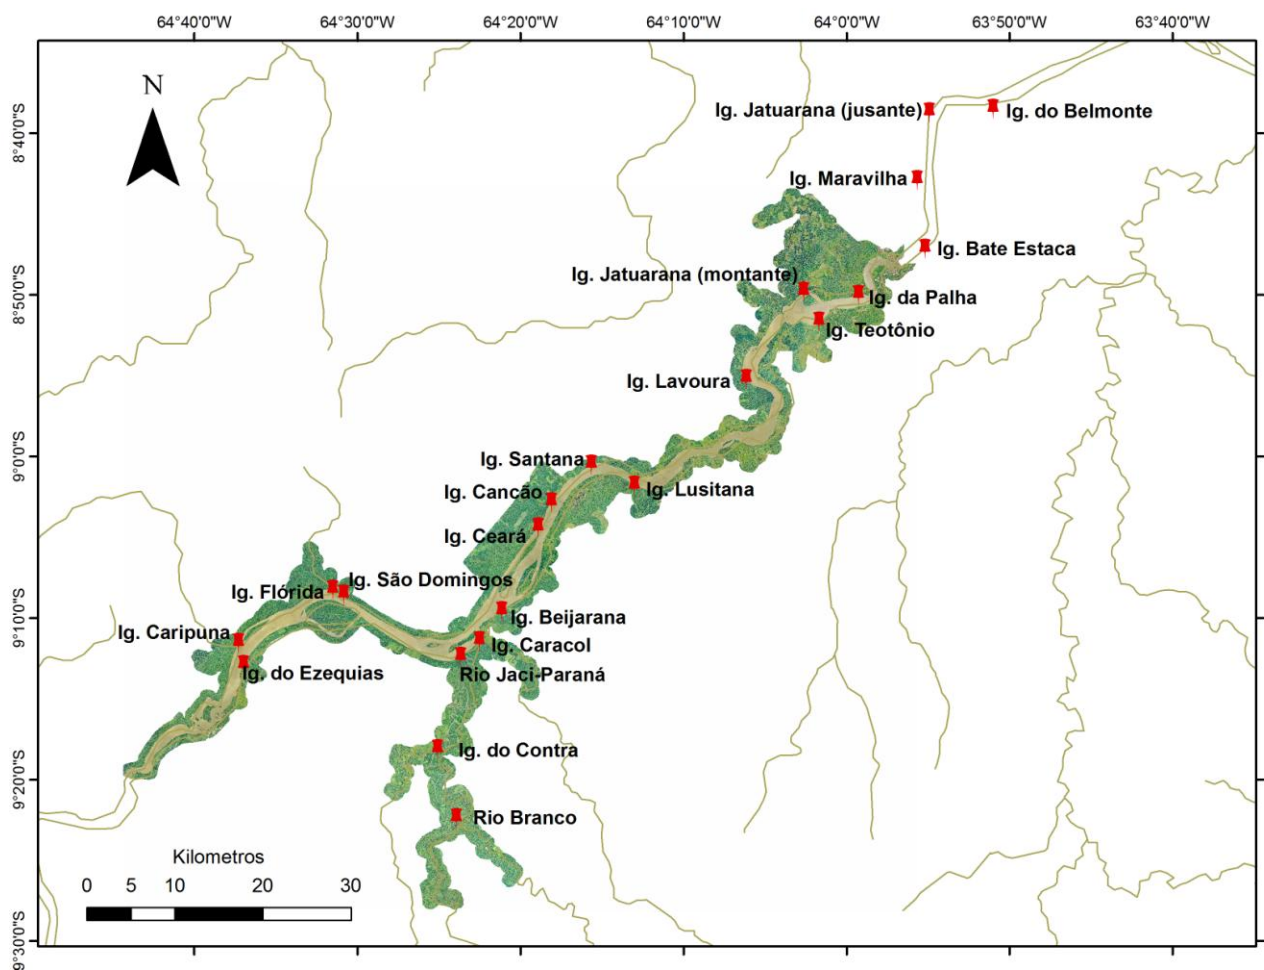 64°40'0"W 64°30'0"W 64°20'0"W 64°10'0"W 64°0'0"W 63°50'0"W 63°40'0"W
N
Ig. Jatuarana (jusante)
Ig. do Belmonte
8°40'0"S
Ig. Maravilha
Ig. Bate Estaca
Ig. Jatuarana (montante)
8°50'0"S
Ig. da Palha
Ig. Teotônio
Ig. Lavoura
9°0'0"S
Ig. Santana
Ig. Lusitana
Ig. Cancão
Ig. Ceará
Ig. São Domingos
Ig. Flórida
9°10'0"S
Ig. Beijarana
Ig. Caripuna
Ig. Caracol
Ig. do Ezequias
Rio Jaci-Paraná
Ig. do Contra
9°20'0"S
Rio Branco
Kilometros
0 5 10 20 30
9°30'0"S